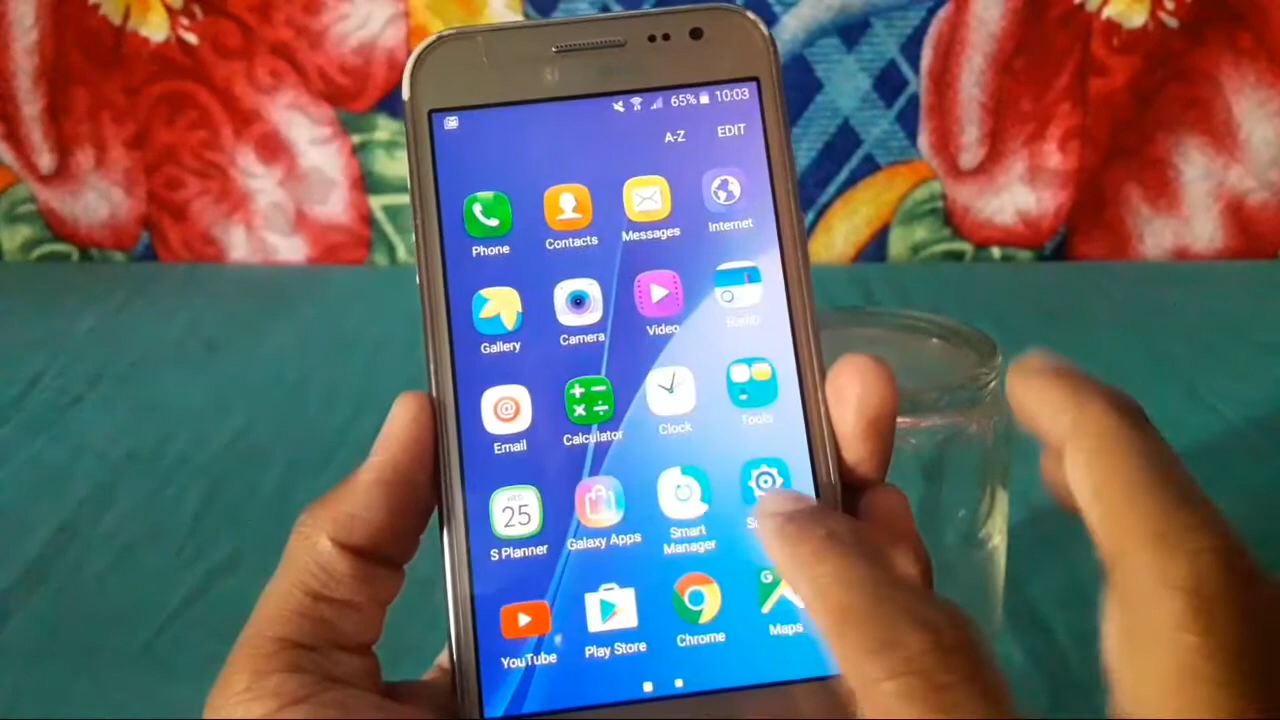 65% 10:03
A-Z EDIT
Phone Contacts Messages Internet
Gallery Camera Video Radio
Email Calculator Clock Tools
WED
25
S Planner Galaxy Apps Smart Manager
G
YouTube Play Store Chrome Maps